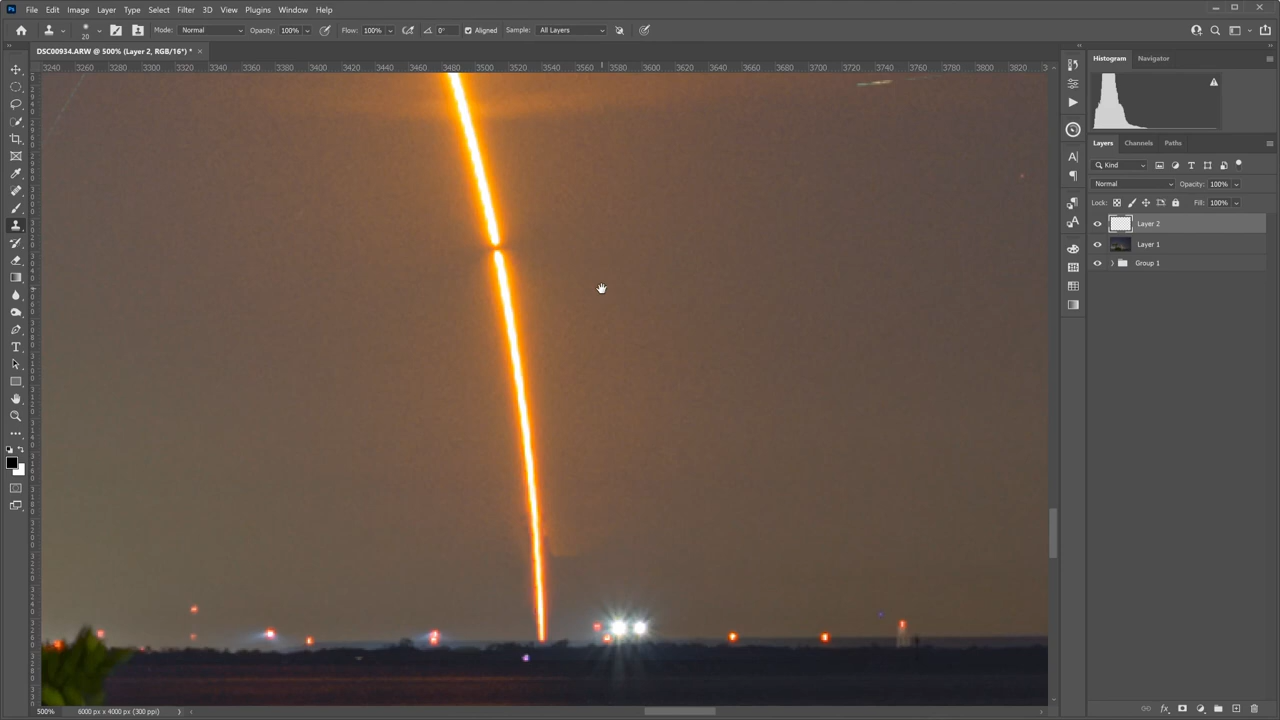 File Edit Image Layer Type Select Filter 3D View Plugins Window Help
20 Mode: Normal Opacity: 100% Flow: 100% 0° Aligned Sample: All Layers
DSC00934.ARW @ 500% (Layer 2, RGB/16*) * ×
3240 3260 3280 3300 3320 3340 3360 3380 3400 3420 3440 3460 3480 3500 3520 3540 3560 3580 3600 3620 3640 3660 3680 3700 3720 3740 3760 3780 3800 3820
Histogram Navigator
Layers Channels Paths
Kind
Normal Opacity: 100%
Lock: Fill: 100%
Layer 2
Layer 1
Group 1
500% 6000 px x 4000 px (300 ppi)